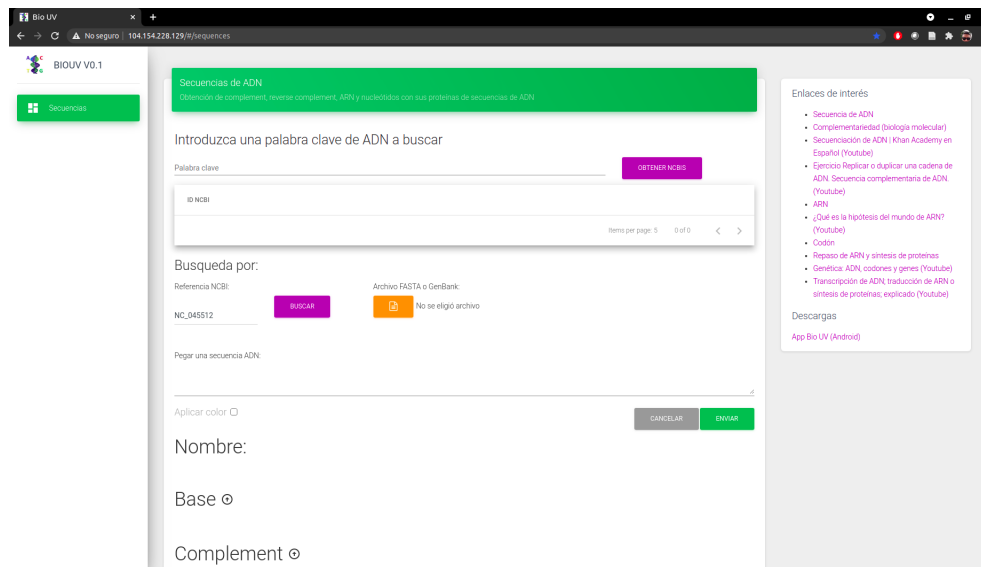 Bio UV
No seguro | 104.154.228.129/#/sequences
BIOUV V0.1
Secuencias
Secuencias de ADN
Obtención de complement, reverse complement, ARN y nucleótidos con sus proteínas de secuencias de ADN
Introduzca una palabra clave de ADN a buscar
Palabra clave
OBTENER NCBIS
ID NCBI
Items per page: 5 0 of 0
Busqueda por:
Referencia NCBI:
Archivo FASTA o GenBank:
BUSCAR
No se eligió archivo
NC_045512
Pegar una secuencia ADN:
Aplicar color
CANCELAR
ENVIAR
Nombre:
Base
Complement
Enlaces de interés
Secuencia de ADN
Complementariedad (biología molecular)
Secuenciación de ADN | Khan Academy en
Español (Youtube)
Ejercicio Replicar o duplicar una cadena de
ADN. Secuencia complementaria de ADN
(Youtube)
ARN
¿Qué es la hipótesis del mundo de ARN?
(Youtube)
Codón
Repaso de ARN y síntesis de proteínas
Genética: ADN, codones y genes (Youtube)
Transcripción de ADN, traducción de ARN o
síntesis de proteínas; explicado (Youtube)
Descargas
App Bio UV (Android)